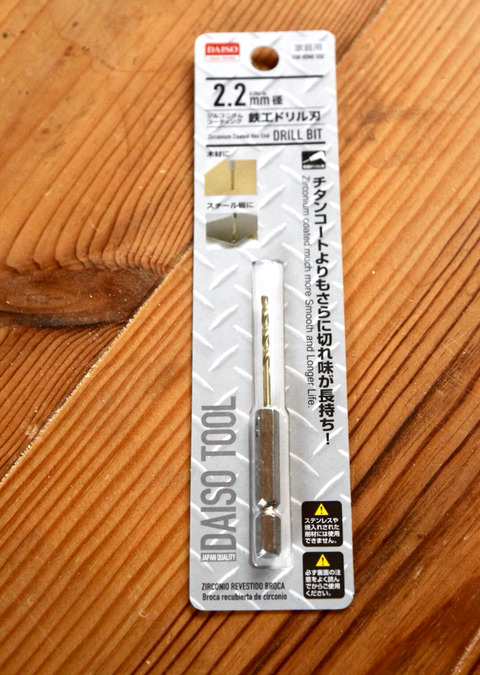 DAISO
家庭用
FOR HOME USE
2.2mm径
ジルコニウム
コーティング 鉄工ドリル刃
Zirconium Coated Hex End DRILL BIT
木材に
スチール板に
チタンコートよりもさらに切れ味が長持ち！
Zirconium coated much more Smooth and Longer Life.
DAISO TOOL
JAPAN QUALITY
ステンレスや
焼入れされた
削材には使用
できません。
必ず裏面の注
意をよく読ん
でからご使用
ください。
ZIRCONIO REVESTIDO BROCA
Broca recubierta de circonio